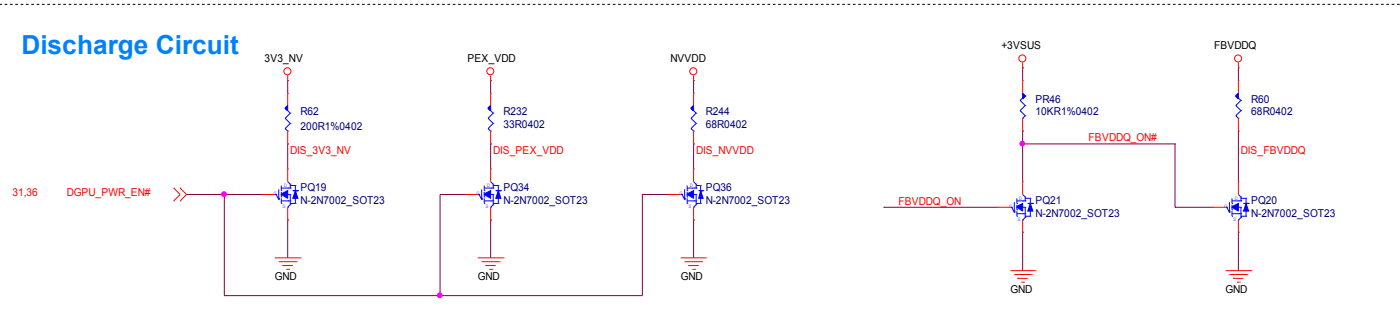 Discharge Circuit
3V3_NV
PEX_VDD
NVVDD
+3VSUS
FBVDDQ
R62
200R1%0402
R232
33R0402
R244
68R0402
PR46
10KR1%0402
R60
68R0402
FBVDDQ_ON#
DIS_3V3_NV
DIS_PEX_VDD
DIS_NVVDD
DIS_FBVDDQ
31,36 DGPU_PWR_EN#
PQ19
N-2N7002_SOT23
PQ34
N-2N7002_SOT23
PQ36
N-2N7002_SOT23
FBVDDQ_ON
PQ21
N-2N7002_SOT23
PQ20
N-2N7002_SOT23
GND
GND
GND
GND
GND